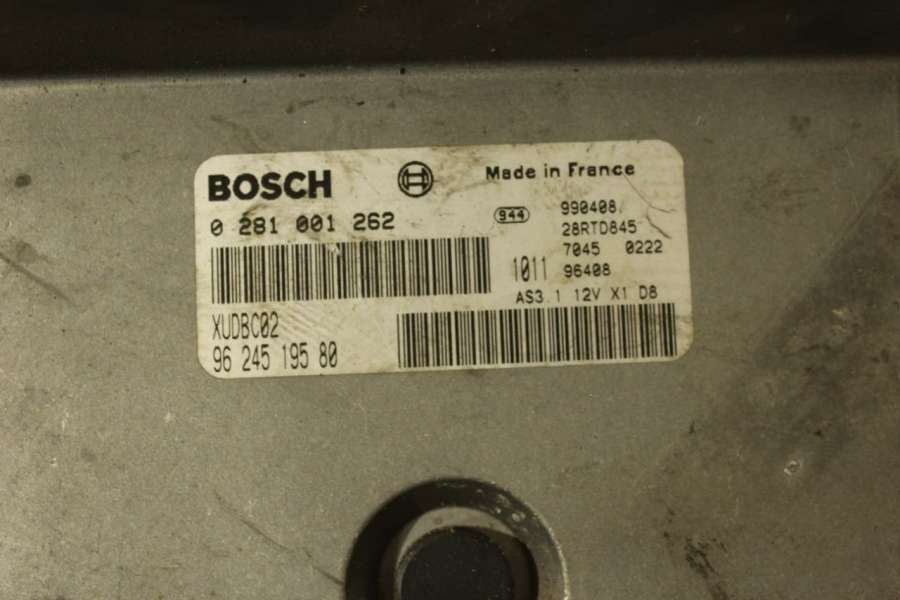 BOSCH
Made in France
0 281 001 262
944
990408/
28RTD845
7045 0222
1011 96408
AS3.1 12V X1 D8
XUDBC02
96 245 195 80